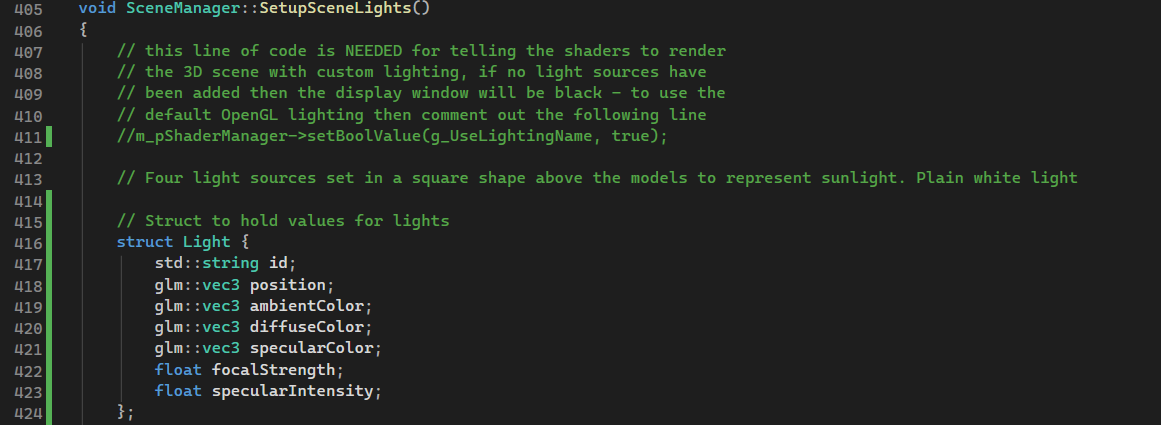 405 void SceneManager::SetupSceneLights()
406 {
407 // this line of code is NEEDED for telling the shaders to render
408 // the 3D scene with custom lighting, if no light sources have
409 // been added then the display window will be black - to use the
410 // default OpenGL lighting then comment out the following line
411 //m_pShaderManager->setBoolValue(g_UseLightingName, true);
412
413 // Four light sources set in a square shape above the models to represent sunlight. Plain white light
414
415 // Struct to hold values for lights
416 struct Light {
417 std::string id;
418 glm::vec3 position;
419 glm::vec3 ambientColor;
420 glm::vec3 diffuseColor;
421 glm::vec3 specularColor;
422 float focalStrength;
423 float specularIntensity;
424 };